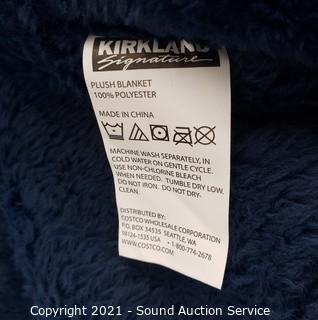 KIRKLAND
Signature
PLUSH BLANKET
100% POLYESTER
MADE IN CHINA
MACHINE WASH SEPARATELY, IN
COLD WATER ON GENTLE CYCLE.
USE NON-CHLORINE BLEACH
WHEN NEEDED. TUMBLE DRY LOW.
DO NOT IRON. DO NOT DRY-
CLEAN.
DISTRIBUTED BY:
COSTCO WHOLESALE CORPORATION
P.O. BOX 34535 SEATTLE, WA
98124-1535 USA • 1-800-774-2678
WWW.COSTCO.COM
Copyright 2021 - Sound Auction Service